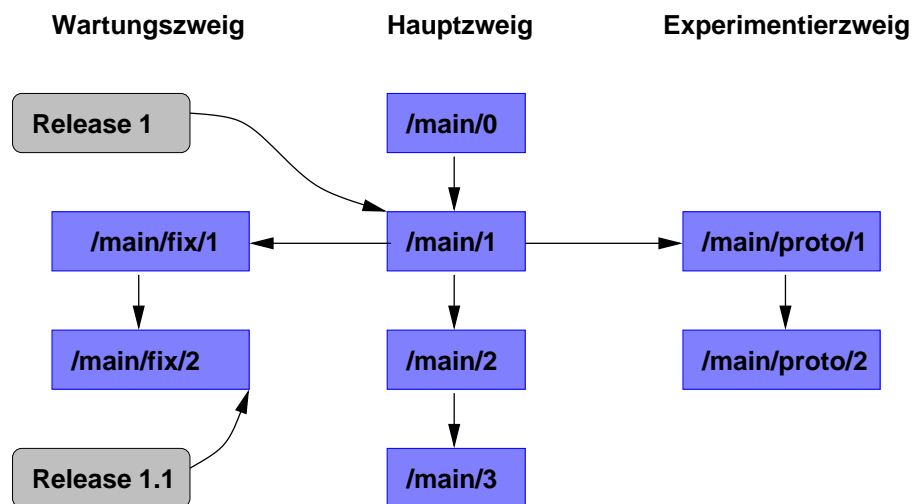 Wartungszweig
Hauptzweig
Experimentierzweig
Release 1
/main/0
/main/fix/1
/main/1
/main/proto/1
/main/fix/2
/main/2
/main/proto/2
Release 1.1
/main/3